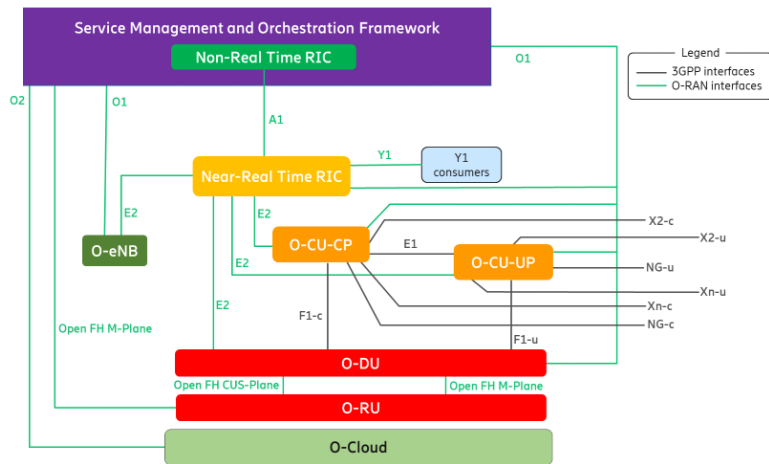 Service Management and Orchestration Framework
Non-Real Time RIC
Legend
3GPP interfaces
O-RAN interfaces
O1
O2
O1
A1
Y1
Y1
consumers
Near-Real Time RIC
E2
E2
O-eNB
O-CU-CP
E1
X2-c
X2-u
E2
O-CU-UP
NG-u
Xn-u
E2
Xn-c
F1-c
NG-c
Open FH M-Plane
F1-u
O-DU
Open FH CUS-Plane
Open FH M-Plane
O-RU
O-Cloud